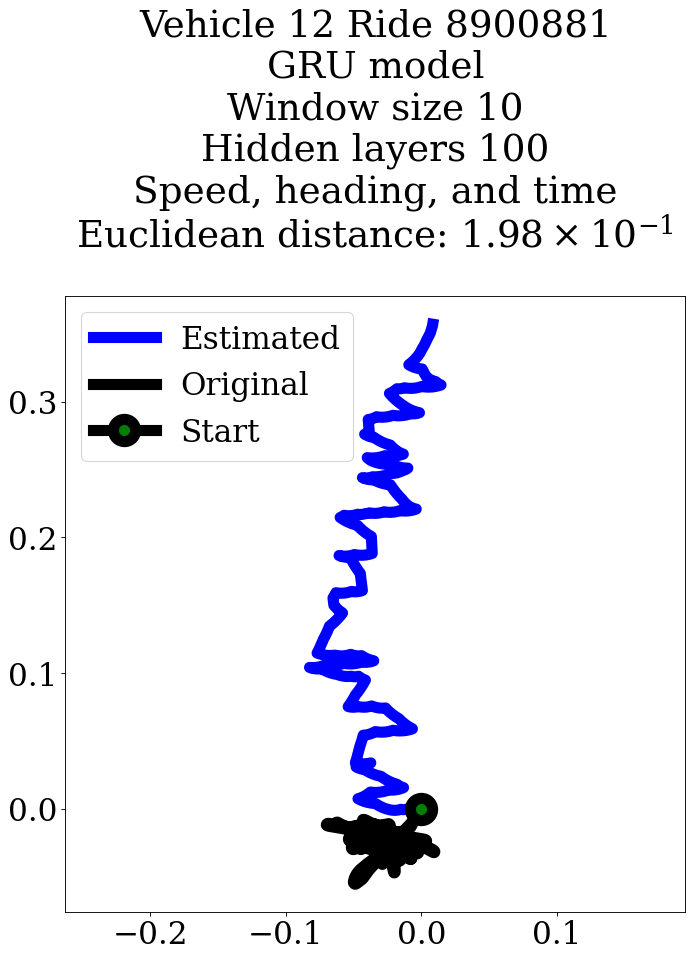 Vehicle 12 Ride 8900881
GRU model
Window size 10
Hidden layers 100
Speed, heading, and time
Euclidean distance: 1.98 × 10⁻¹
Estimated
Original
Start
0.3
0.2
0.1
0.0
−0.2 −0.1 0.0 0.1